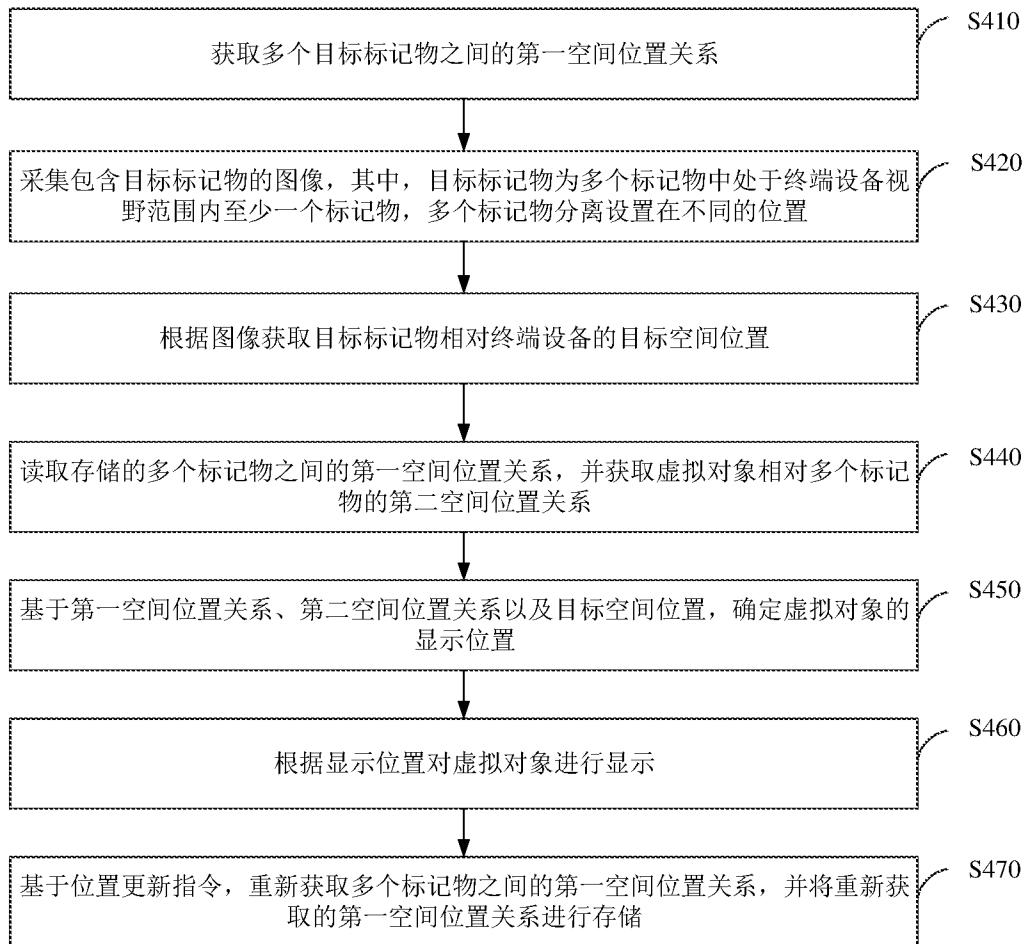 获取多个目标标记物之间的第一空间位置关系
S410
采集包含目标标记物的图像，其中，目标标记物为多个标记物中处于终端设备视
野范围内至少一个标记物，多个标记物分离设置在不同的位置
S420
根据图像获取目标标记物相对终端设备的目标空间位置
S430
读取存储的多个标记物之间的第一空间位置关系，并获取虚拟对象相对多个标记
物的第二空间位置关系
S440
基于第一空间位置关系、第二空间位置关系以及目标空间位置，确定虚拟对象的
显示位置
S450
根据显示位置对虚拟对象进行显示
S460
基于位置更新指令，重新获取多个标记物之间的第一空间位置关系，并将重新获
取的第一空间位置关系进行存储
S470